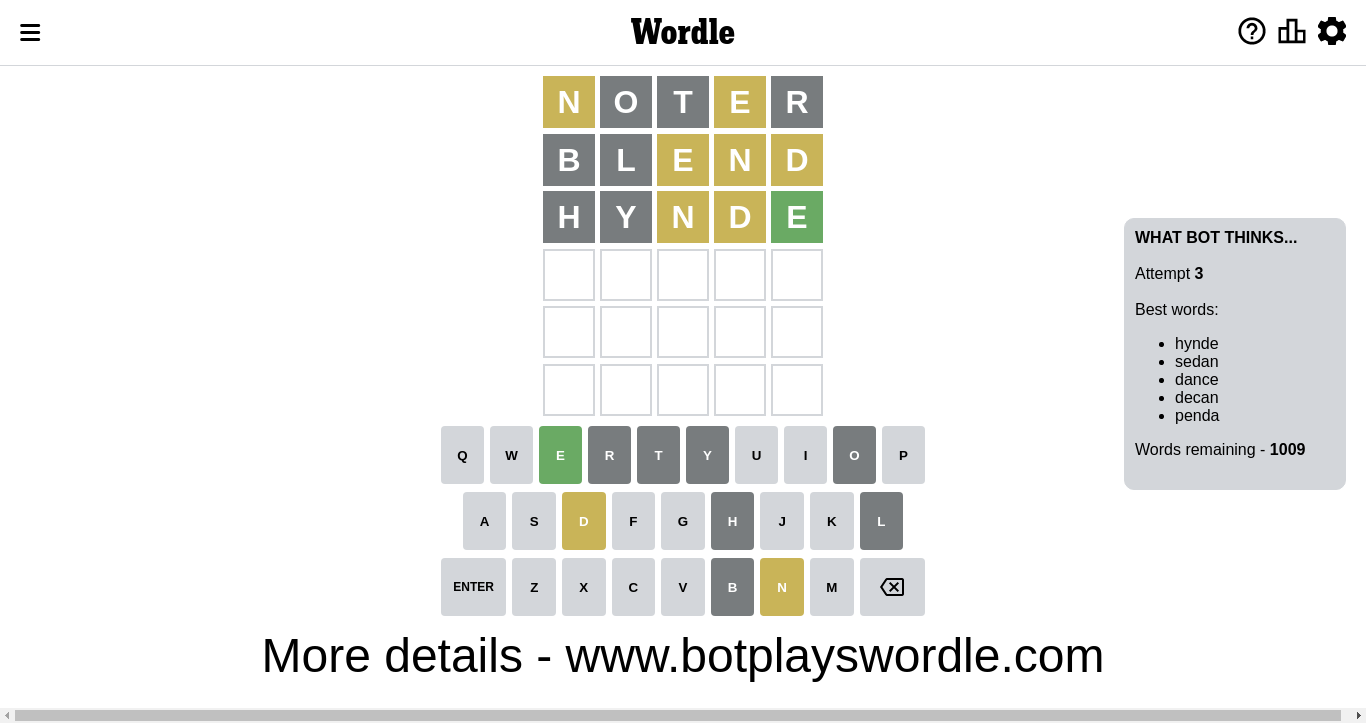 Wordle
N O T E R
B L E N D
H Y N D E
WHAT BOT THINKS...
Attempt 3
Best words:
hynde
sedan
dance
decan
penda
Words remaining - 1009
Q W E R T Y U I O P
A S D F G H J K L
ENTER Z X C V B N M
More details - www.botplayswordle.com